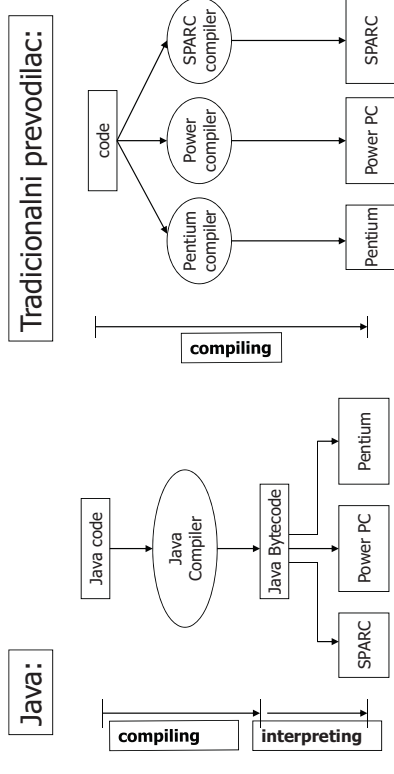 Java:
Java code
Java
Compiler
Java Bytecode
SPARC
Power PC
Pentium
compiling
interpreting
Tradicionalni prevodilac:
code
Pentium
compiler
Power
compiler
SPARC
compiler
Pentium
Power PC
SPARC
compiling